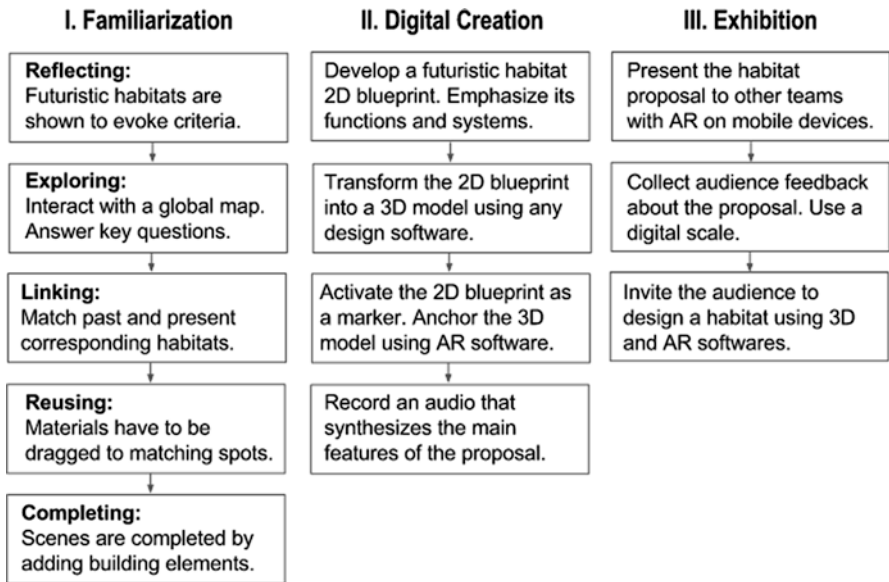 I. Familiarization
Reflecting:
Futuristic habitats are
shown to evoke criteria.
Exploring:
Interact with a global map.
Answer key questions.
Linking:
Match past and present
corresponding habitats.
Reusing:
Materials have to be
dragged to matching spots.
Completing:
Scenes are completed by
adding building elements.
II. Digital Creation
Develop a futuristic habitat
2D blueprint. Emphasize its
functions and systems.
Transform the 2D blueprint
into a 3D model using any
design software.
Activate the 2D blueprint as
a marker. Anchor the 3D
model using AR software.
Record an audio that
synthesizes the main
features of the proposal.
III. Exhibition
Present the habitat
proposal to other teams
with AR on mobile devices.
Collect audience feedback
about the proposal. Use a
digital scale.
Invite the audience to
design a habitat using 3D
and AR softwares.